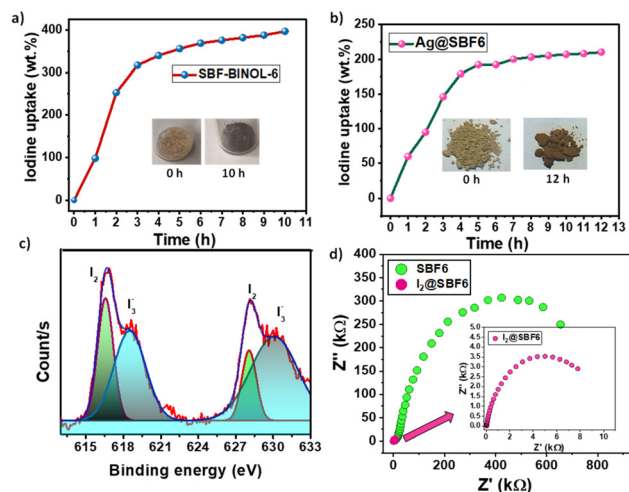 a)
Iodine uptake (wt.%)
400
300
200
100
0
SBF-BINOL-6
0 h
10 h
0 1 2 3 4 5 6 7 8 9 10 11
Time (h)
b)
Iodine uptake (wt.%)
250
200
150
100
50
0
Ag@SBF6
0 h
12 h
0 1 2 3 4 5 6 7 8 9 10 11 12 13
Time (h)
c)
Count/s
I2
I3-
I2
I3-
615 618 621 624 627 630 633
Binding energy (eV)
d)
Z'' (kΩ)
400
350
300
250
200
150
100
50
0
SBF6
I2@SBF6
Z'' (kΩ)
5.0
4.5
4.0
3.5
3.0
2.5
2.0
1.5
1.0
0.5
0.0
I2@SBF6
0 2 4 6 8 10
Z' (kΩ)
0 200 400 600 800
Z' (kΩ)